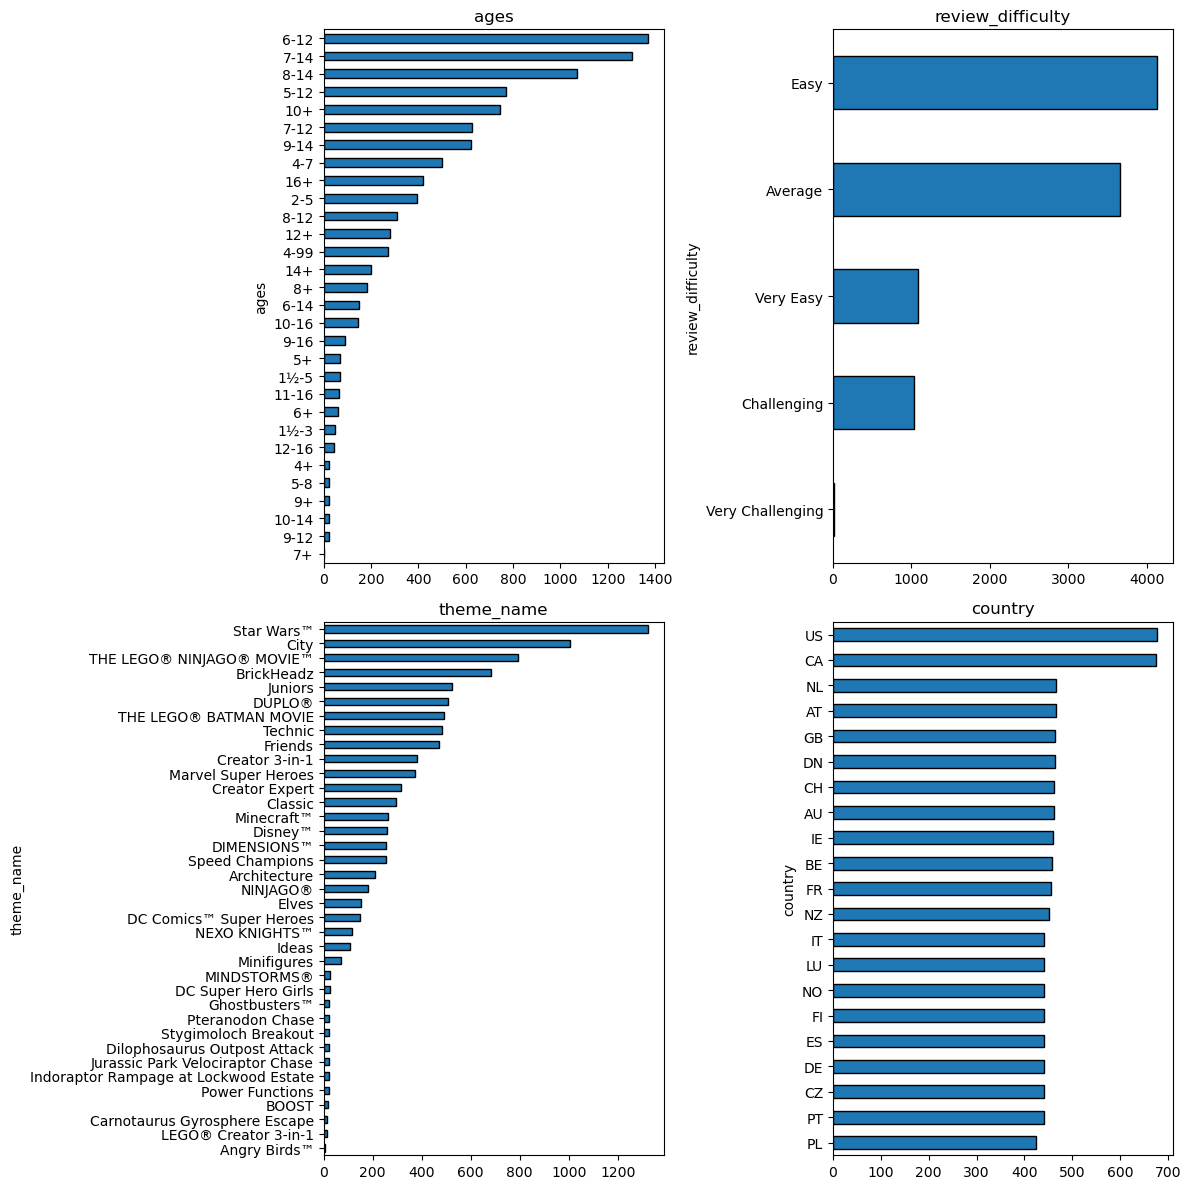 ages
6-12
7-14
8-14
5-12
10+
7-12
9-14
4-7
16+
2-5
8-12
12+
4-99
14+
8+
6-14
10-16
9-16
5+
1½-5
11-16
6+
1½-3
12-16
4+
5-8
9+
10-14
9-12
7+
ages
0 200 400 600 800 1000 1200 1400
review_difficulty
Easy
Average
Very Easy
Challenging
Very Challenging
review_difficulty
0 1000 2000 3000 4000
theme_name
Star Wars™
City
THE LEGO® NINJAGO® MOVIE™
BrickHeadz
Juniors
DUPLO®
THE LEGO® BATMAN MOVIE
Technic
Friends
Creator 3-in-1
Marvel Super Heroes
Creator Expert
Classic
Minecraft™
Disney™
DIMENSIONS™
Speed Champions
Architecture
NINJAGO®
Elves
DC Comics™ Super Heroes
NEXO KNIGHTS™
Ideas
Minifigures
MINDSTORMS®
DC Super Hero Girls
Ghostbusters™
Pteranodon Chase
Stygimoloch Breakout
Dilophosaurus Outpost Attack
Jurassic Park Velociraptor Chase
Indoraptor Rampage at Lockwood Estate
Power Functions
BOOST
Carnotaurus Gyrosphere Escape
LEGO® Creator 3-in-1
Angry Birds™
theme_name
0 200 400 600 800 1000 1200
country
US
CA
NL
AT
GB
DN
CH
AU
IE
BE
FR
NZ
IT
LU
NO
FI
ES
DE
CZ
PT
PL
country
0 100 200 300 400 500 600 700